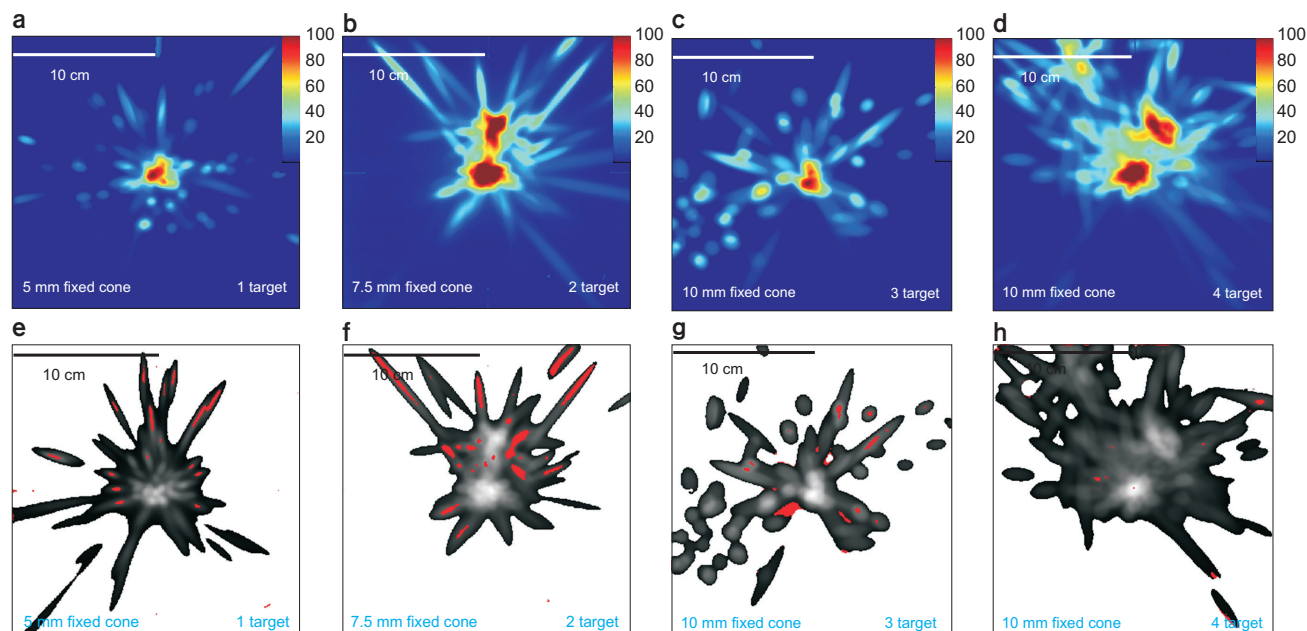 a
100
80
60
40
20
10 cm
5 mm fixed cone
1 target
b
100
80
60
40
20
10 cm
7.5 mm fixed cone
2 target
c
100
80
60
40
20
10 cm
10 mm fixed cone
3 target
d
100
80
60
40
20
10 cm
10 mm fixed cone
4 target
e
10 cm
5 mm fixed cone
1 target
f
10 cm
7.5 mm fixed cone
2 target
g
10 cm
10 mm fixed cone
3 target
h
10 cm
10 mm fixed cone
4 target